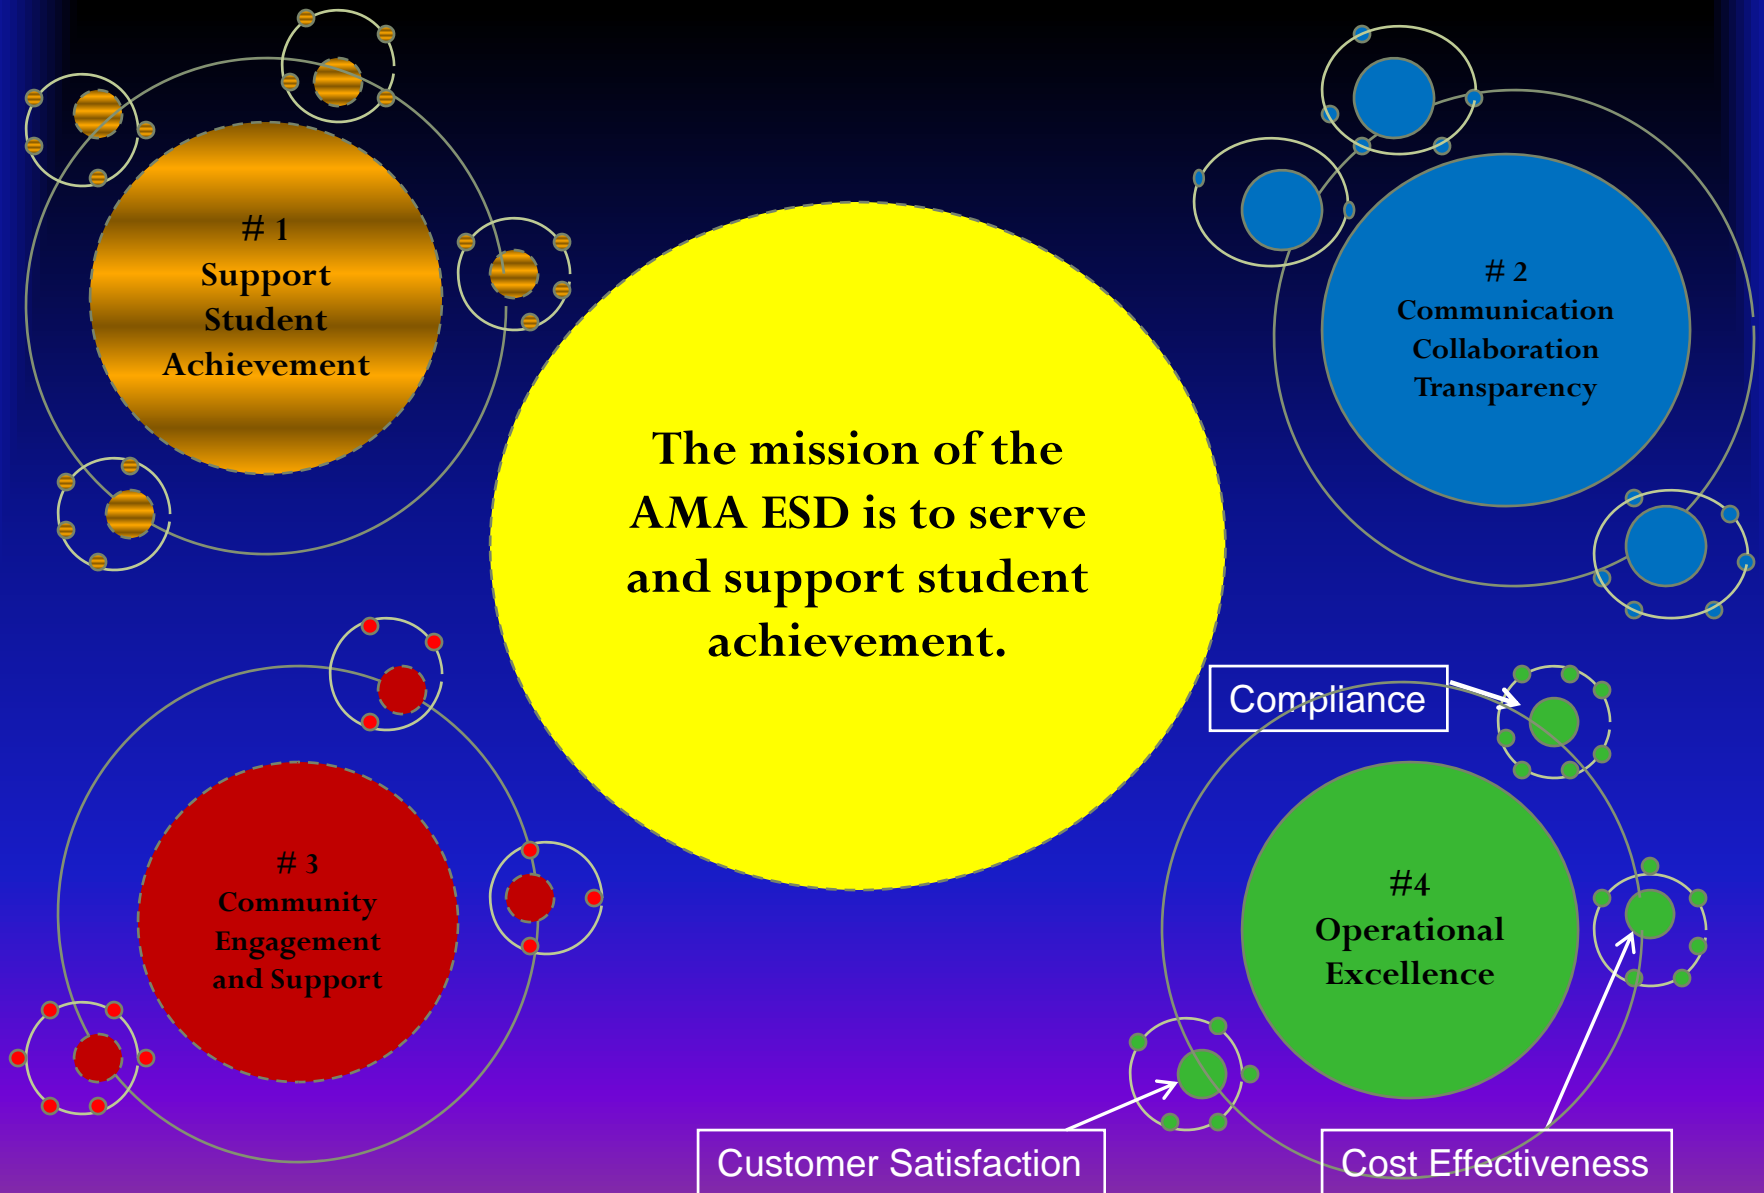 # 1
Support
Student
Achievement
# 2
Communication
Collaboration
Transparency
The mission of the
AMA ESD is to serve
and support student
achievement.
Compliance
# 3
Community
Engagement
and Support
#4
Operational
Excellence
Customer Satisfaction
Cost Effectiveness